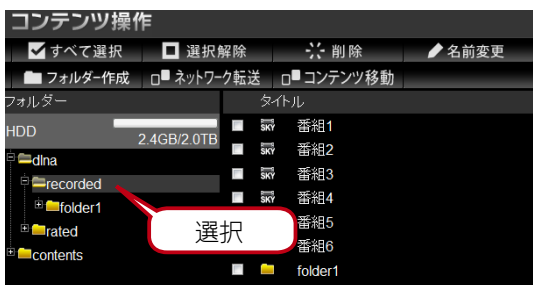 コンテンツ操作
すべて選択 選択解除 削除 名前変更
フォルダー作成 ネットワーク転送 コンテンツ移動
フォルダー タイトル
HDD 2.4GB/2.0TB
dlna
recorded
folder1
rated
contents
選択
SKY 番組1
SKY 番組2
SKY 番組3
SKY 番組4
番組5
番組6
folder1